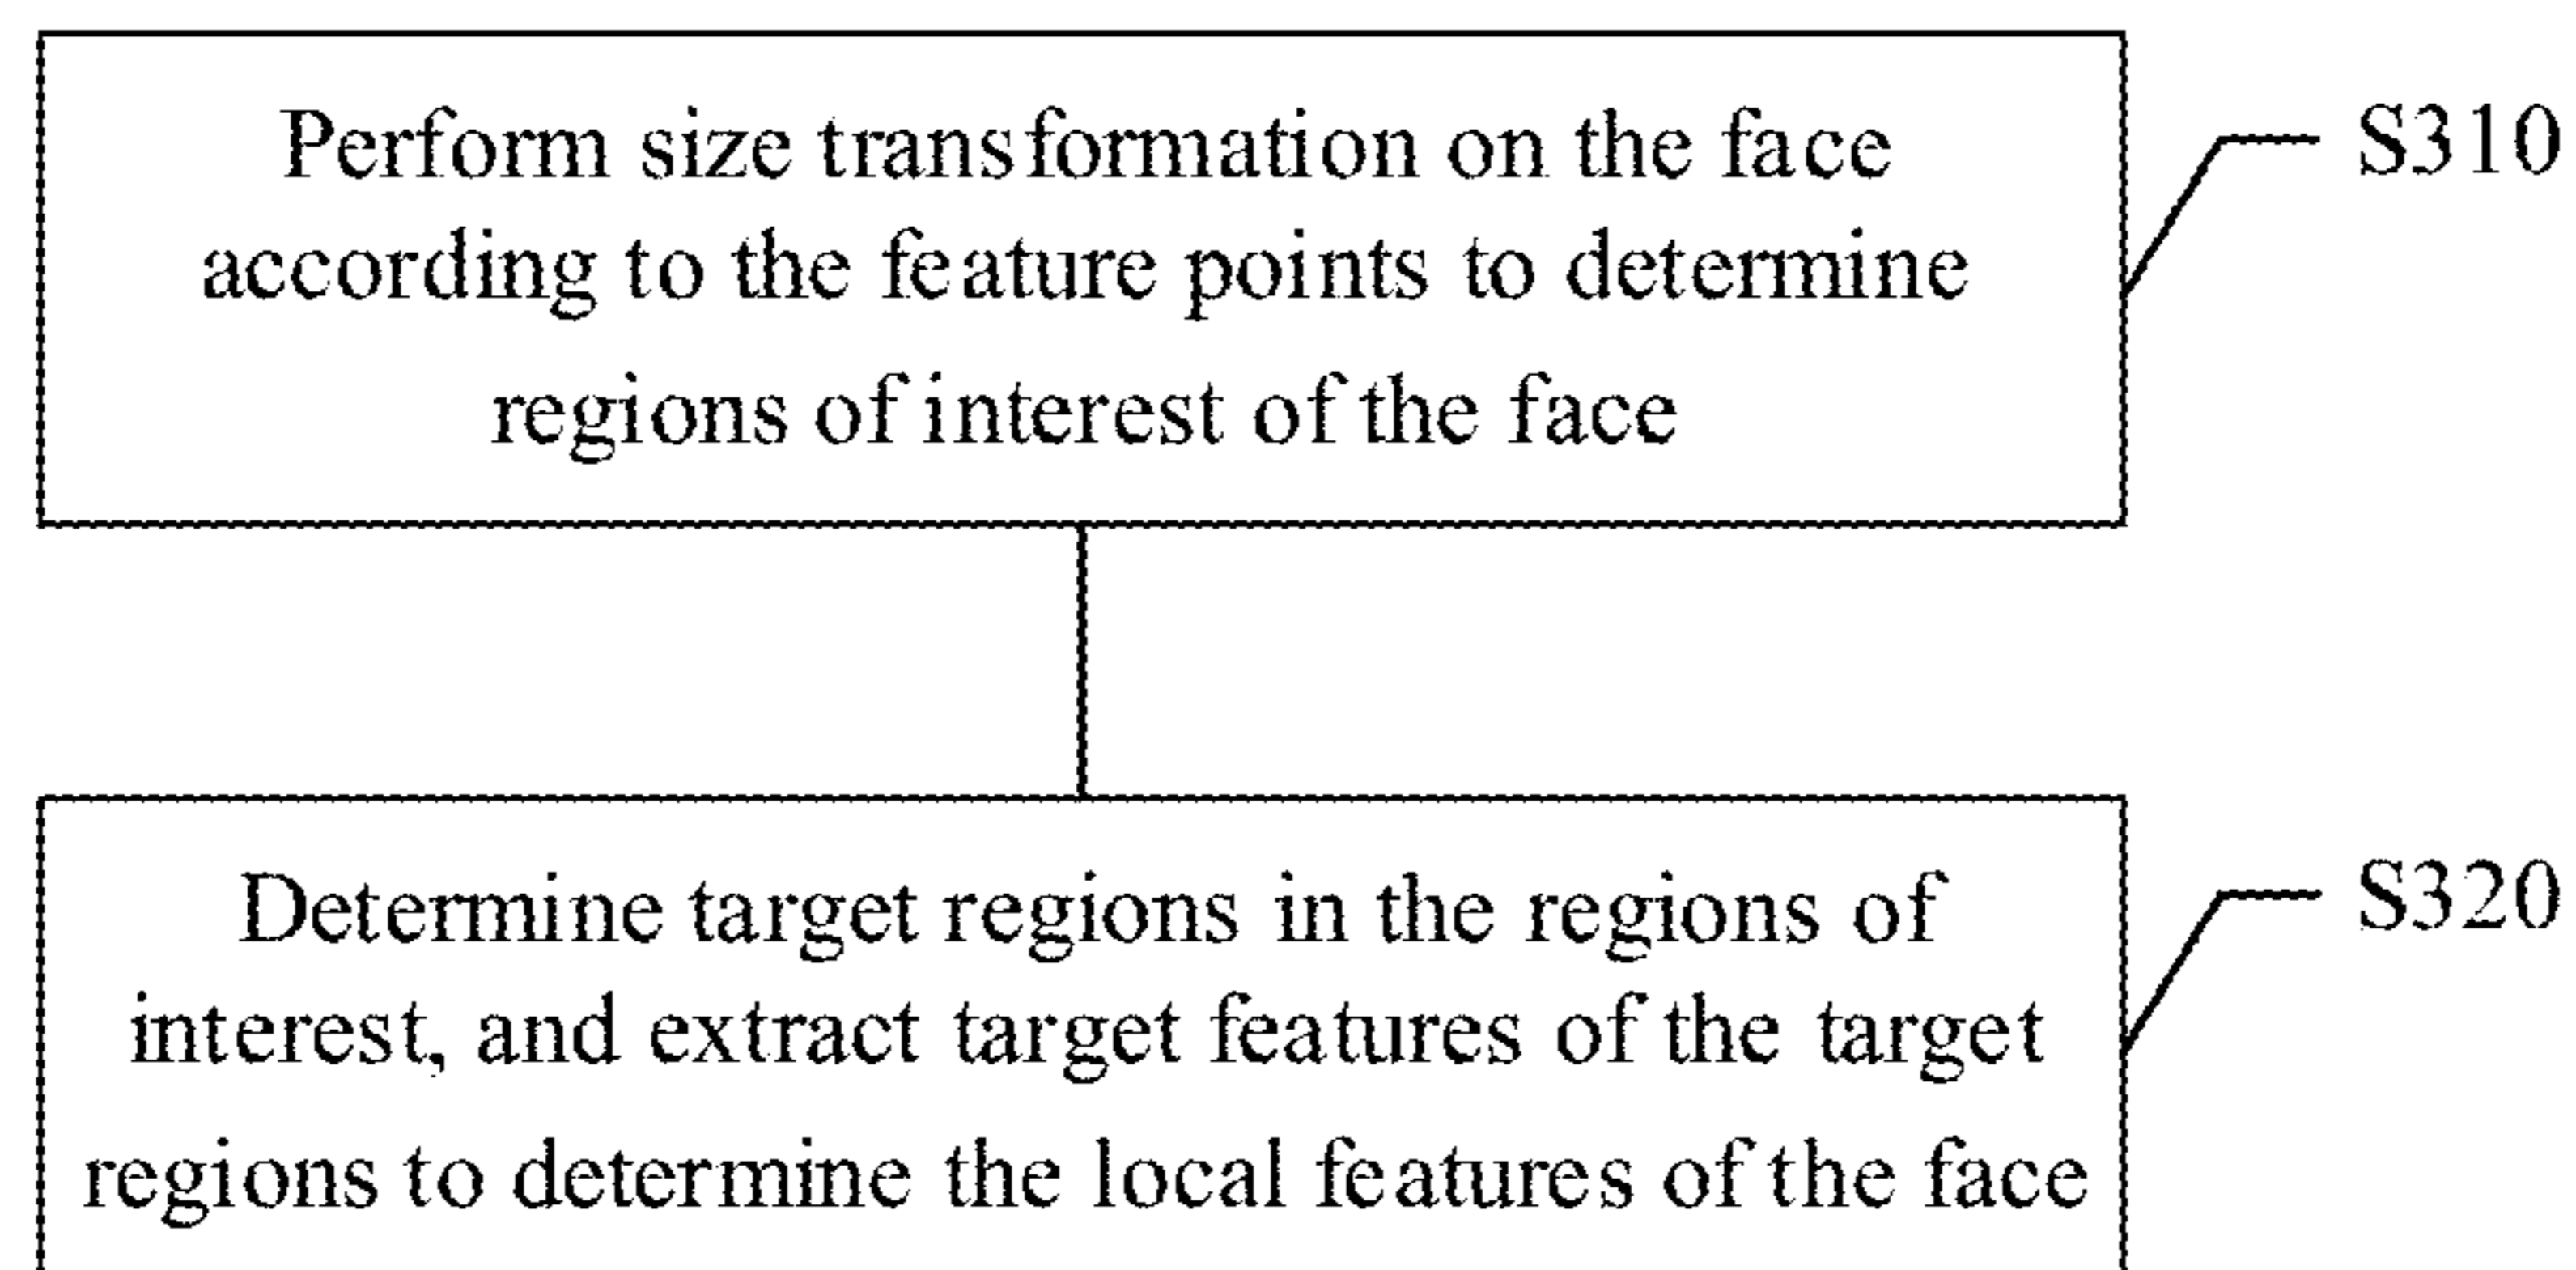 Perform size transformation on the face
according to the feature points to determine
regions of interest of the face
S310
Determine target regions in the regions of
interest, and extract target features of the target
regions to determine the local features of the face
S320